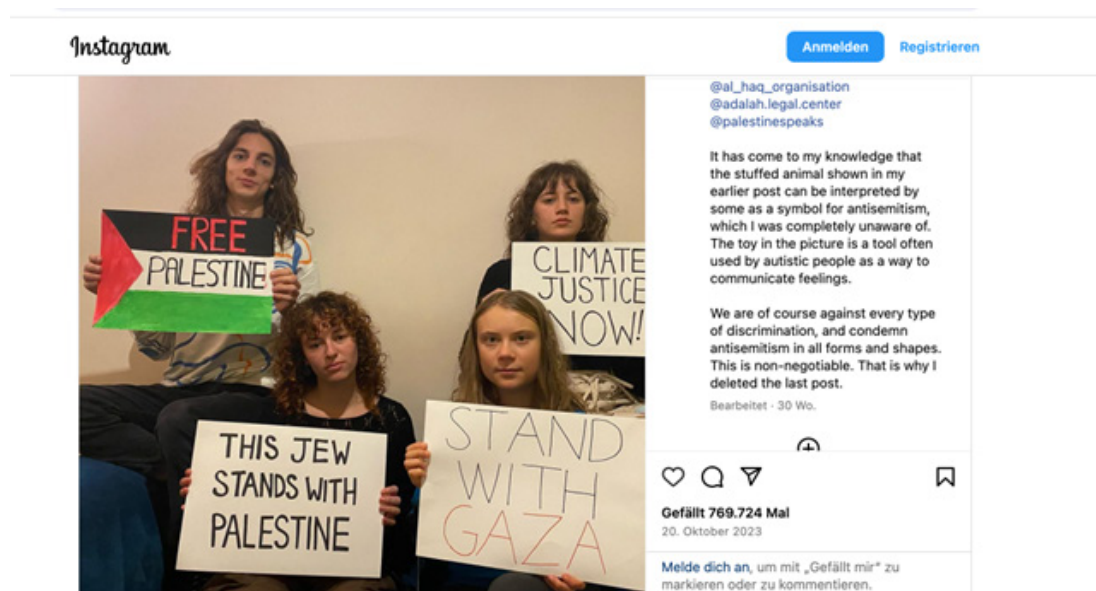 Instagram
Anmelden
Registrieren
FREE
PALESTINE
CLIMATE
JUSTICE
NOW!
THIS JEW
STANDS WITH
PALESTINE
STAND
WITH
GAZA
@al_haq_organisation
@adalah.legal.center
@palestinespeaks
It has come to my knowledge that
the stuffed animal shown in my
earlier post can be interpreted by
some as a symbol for antisemitism,
which I was completely unaware of.
The toy in the picture is a tool often
used by autistic people as a way to
communicate feelings.
We are of course against every type
of discrimination, and condemn
antisemitism in all forms and shapes.
This is non-negotiable. That is why I
deleted the last post.
Bearbeitet · 30 Wo.
Gefällt 769.724 Mal
20. Oktober 2023
Melde dich an, um mit „Gefällt mir“ zu
markieren oder zu kommentieren.